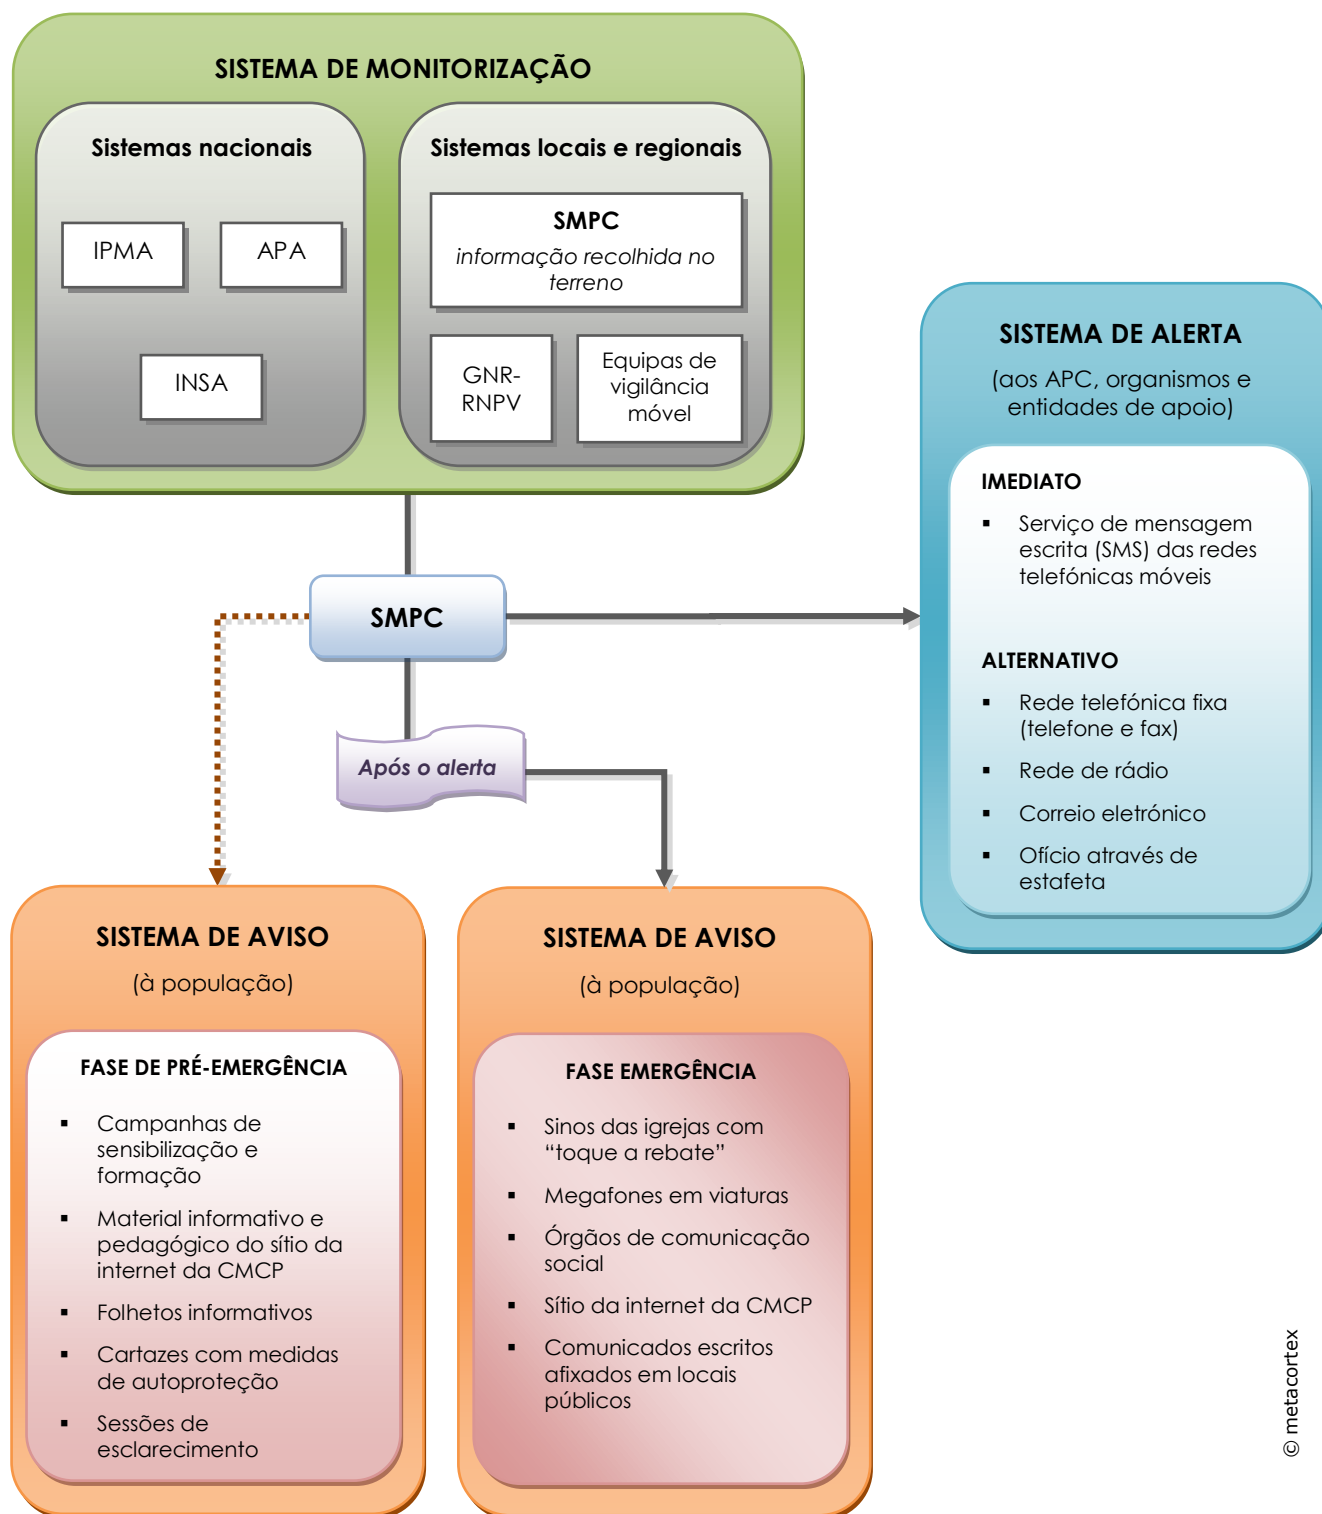 SISTEMA DE MONITORIZAÇÃO
Sistemas nacionais
IPMA
APA
INSA
Sistemas locais e regionais
SMPC
informação recolhida no
terreno
GNR-
RNPV
Equipas de
vigilância
móvel
SMPC
Após o alerta
SISTEMA DE ALERTA
(aos APC, organismos e
entidades de apoio)
IMEDIATO
▪ Serviço de mensagem
escrita (SMS) das redes
telefónicas móveis
ALTERNATIVO
▪ Rede telefónica fixa
(telefone e fax)
▪ Rede de rádio
▪ Correio eletrónico
▪ Ofício através de
estafeta
SISTEMA DE AVISO
(à população)
FASE DE PRÉ-EMERGÊNCIA
▪ Campanhas de
sensibilização e
formação
▪ Material informativo e
pedagógico do sítio da
internet da CMCP
▪ Folhetos informativos
▪ Cartazes com medidas
de autoproteção
▪ Sessões de
esclarecimento
SISTEMA DE AVISO
(à população)
FASE EMERGÊNCIA
▪ Sinos das igrejas com
“toque a rebate”
▪ Megafones em viaturas
▪ Órgãos de comunicação
social
▪ Sítio da internet da CMCP
▪ Comunicados escritos
afixados em locais
públicos
© metacortex